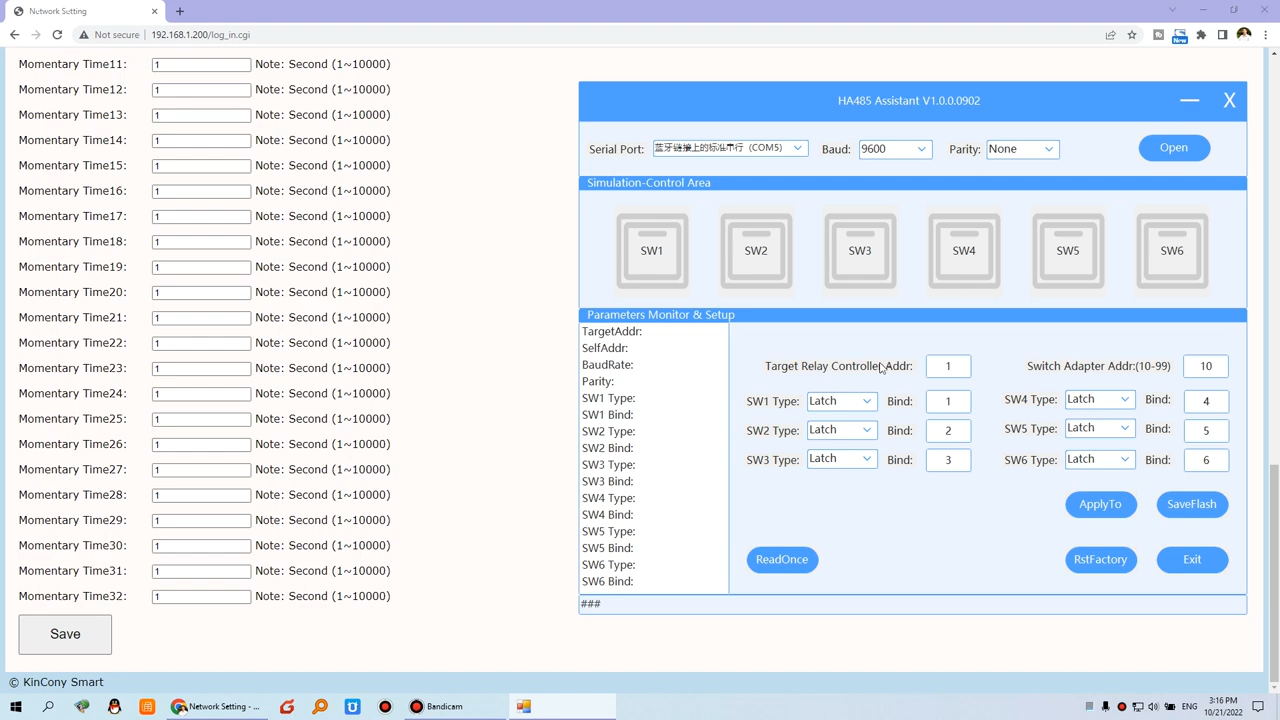 Network Setting
Not secure
192.168.1.200/log_in.cgi
New
Momentary Time11: 1 Note: Second (1~10000)
Momentary Time12: 1 Note: Second (1~10000)
Momentary Time13: 1 Note: Second (1~10000)
Momentary Time14: 1 Note: Second (1~10000)
Momentary Time15: 1 Note: Second (1~10000)
Momentary Time16: 1 Note: Second (1~10000)
Momentary Time17: 1 Note: Second (1~10000)
Momentary Time18: 1 Note: Second (1~10000)
Momentary Time19: 1 Note: Second (1~10000)
Momentary Time20: 1 Note: Second (1~10000)
Momentary Time21: 1 Note: Second (1~10000)
Momentary Time22: 1 Note: Second (1~10000)
Momentary Time23: 1 Note: Second (1~10000)
Momentary Time24: 1 Note: Second (1~10000)
Momentary Time25: 1 Note: Second (1~10000)
Momentary Time26: 1 Note: Second (1~10000)
Momentary Time27: 1 Note: Second (1~10000)
Momentary Time28: 1 Note: Second (1~10000)
Momentary Time29: 1 Note: Second (1~10000)
Momentary Time30: 1 Note: Second (1~10000)
Momentary Time31: 1 Note: Second (1~10000)
Momentary Time32: 1 Note: Second (1~10000)
Save
© KinCony Smart
HA485 Assistant V1.0.0.0902
Serial Port: 蓝牙链接上的标准串行 (COM5) Baud: 9600 Parity: None Open
Simulation-Control Area
SW1 SW2 SW3 SW4 SW5 SW6
Parameters Monitor & Setup
TargetAddr:
SelfAddr:
BaudRate:
Parity:
SW1 Type:
SW1 Bind:
SW2 Type:
SW2 Bind:
SW3 Type:
SW3 Bind:
SW4 Type:
SW4 Bind:
SW5 Type:
SW5 Bind:
SW6 Type:
SW6 Bind:
Target Relay Controller Addr: 1 Switch Adapter Addr:(10-99) 10
SW1 Type: Latch Bind: 1 SW4 Type: Latch Bind: 4
SW2 Type: Latch Bind: 2 SW5 Type: Latch Bind: 5
SW3 Type: Latch Bind: 3 SW6 Type: Latch Bind: 6
ApplyTo SaveFlash
ReadOnce RstFactory Exit
###
Network Setting - ...
Bandicam
ENG
3:16 PM
10/21/2022